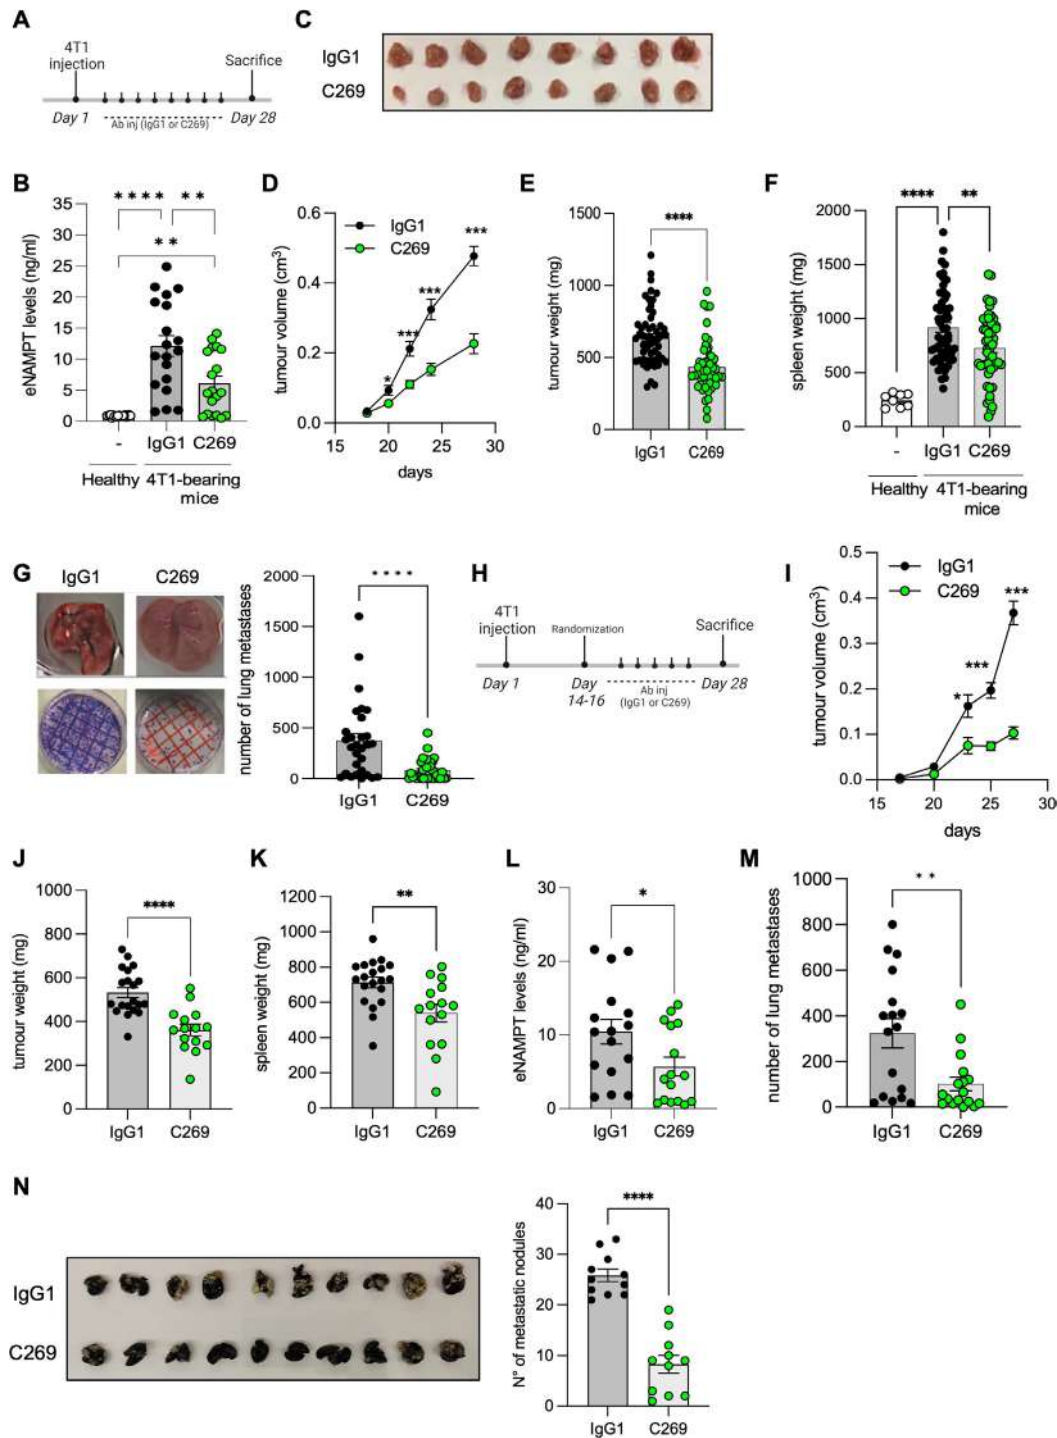 A
4T1
injection
Sacrifice
Day 1
Ab inj (IgG1 or C269)
Day 28
C
IgG1
C269
B
**** **
**
eNAMPT levels (ng/ml)
35
30
25
20
15
10
5
0
- IgG1 C269
Healthy 4T1-bearing
mice
D
IgG1
C269
tumour volume (cm3)
0.6
0.4
0.2
0.0
*
***
***
***
15 20 25 30
days
E
****
tumour weight (mg)
1500
1000
500
0
IgG1 C269
F
**** **
spleen weight (mg)
2000
1500
1000
500
0
- IgG1 C269
Healthy 4T1-bearing
mice
G
IgG1 C269
number of lung metastases
2000
1500
1000
500
0
****
IgG1 C269
H
4T1
injection
Randomization
Sacrifice
Day 1
Day
14-16
Ab inj
(IgG1 or C269)
Day 28
I
IgG1
C269
tumour volume (cm3)
0.5
0.4
0.3
0.2
0.1
0.0
*
***
***
15 20 25 30
days
J
****
tumour weight (mg)
1000
800
600
400
200
0
IgG1 C269
K
**
spleen weight (mg)
1200
1000
800
600
400
200
0
IgG1 C269
L
*
eNAMPT levels (ng/ml)
30
20
10
0
IgG1 C269
M
**
number of lung metastases
1000
800
600
400
200
0
IgG1 C269
N
IgG1
C269
****
N° of metastatic nodules
40
30
20
10
0
IgG1 C269